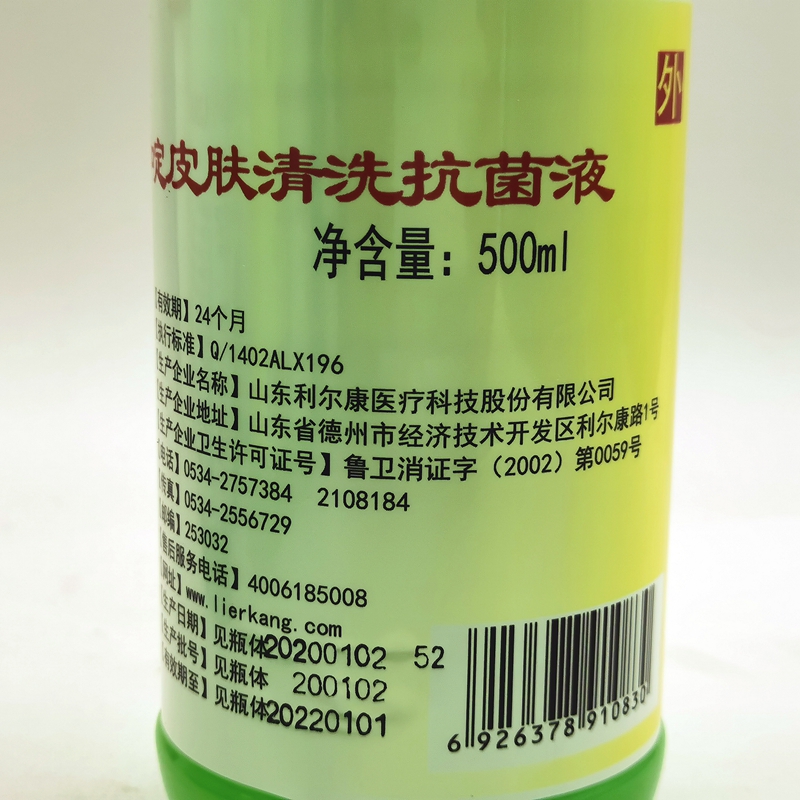 外
啶皮肤清洗抗菌液
净含量：500ml
【有效期】24个月
【执行标准】Q/1402ALX196
【生产企业名称】山东利尔康医疗科技股份有限公司
【生产企业地址】山东省德州市经济技术开发区利尔康路1号
【生产企业卫生许可证号】鲁卫消证字（2002）第0059号
【电话】0534-2757384 2108184
【传真】0534-2556729
【邮编】253032
【售后服务电话】4006185008
【网址】www.lierkang.com
【生产日期】见瓶体20200102 52
【生产批号】见瓶体 200102
【有效期至】见瓶体20220101
6 926378 910830